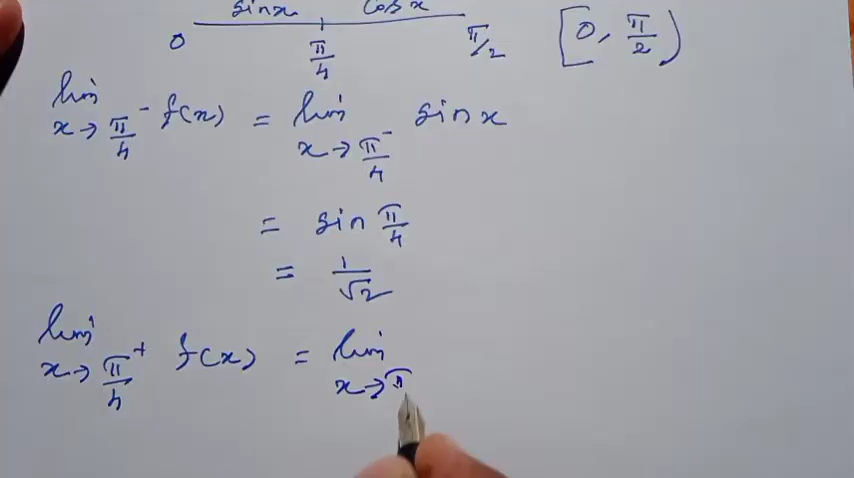 sinx cosx
0 π/4 π/2 [0, π/2)
lim x→π/4⁻ f(x) = lim x→π/4⁻ sinx
= sin π/4
= 1/√2
lim x→π/4⁺ f(x) = lim x→π